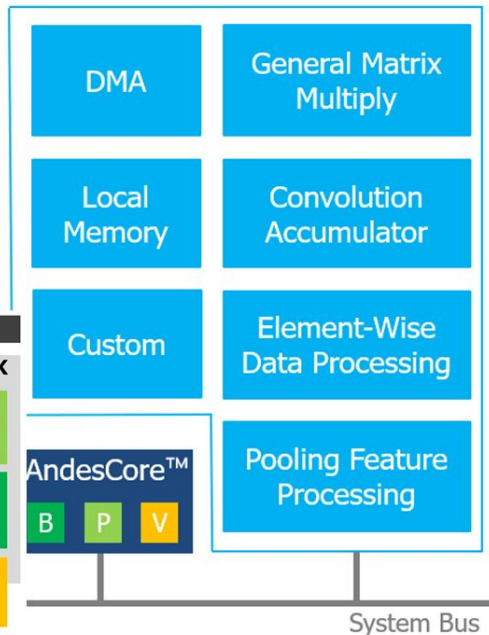 DMA
General Matrix
Multiply
Local
Memory
Convolution
Accumulator
Custom
Element-Wise
Data Processing
Pooling Feature
Processing
AndesCore™
B P V
System Bus